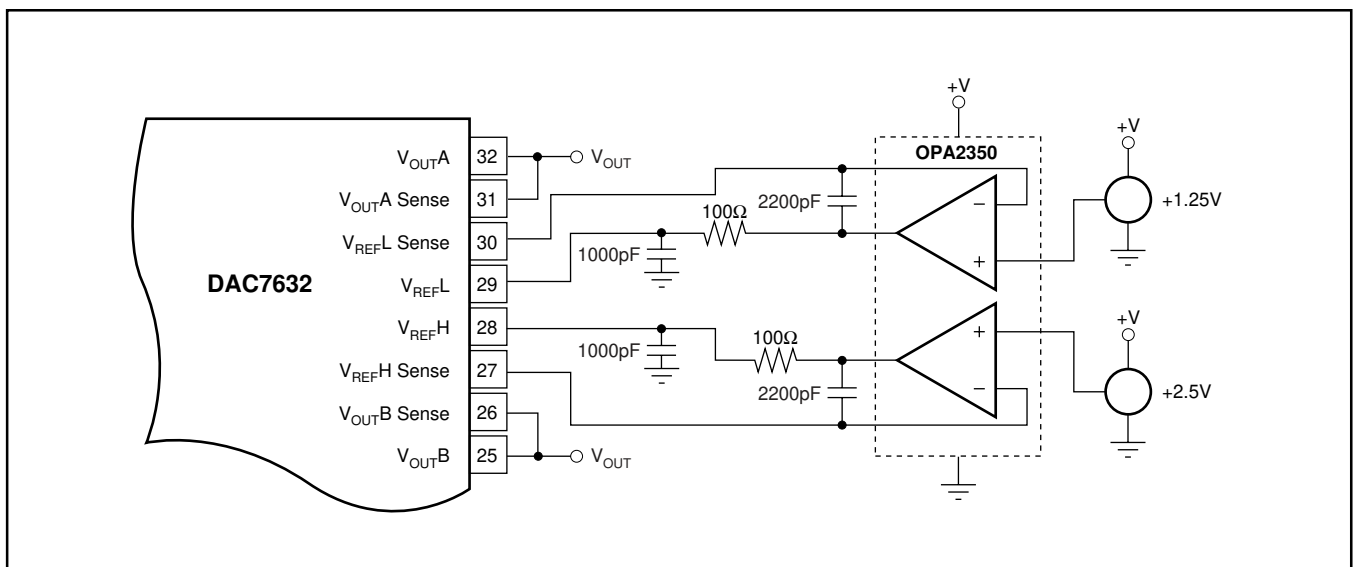 DAC7632
V_OUT A 32
V_OUT A Sense 31
V_REF L Sense 30
V_REF L 29
V_REF H 28
V_REF H Sense 27
V_OUT B Sense 26
V_OUT B 25
V_OUT
V_OUT
1000pF
100Ω
2200pF
1000pF
100Ω
2200pF
+V
OPA2350
−
+
+
−
+V
+1.25V
+V
+2.5V